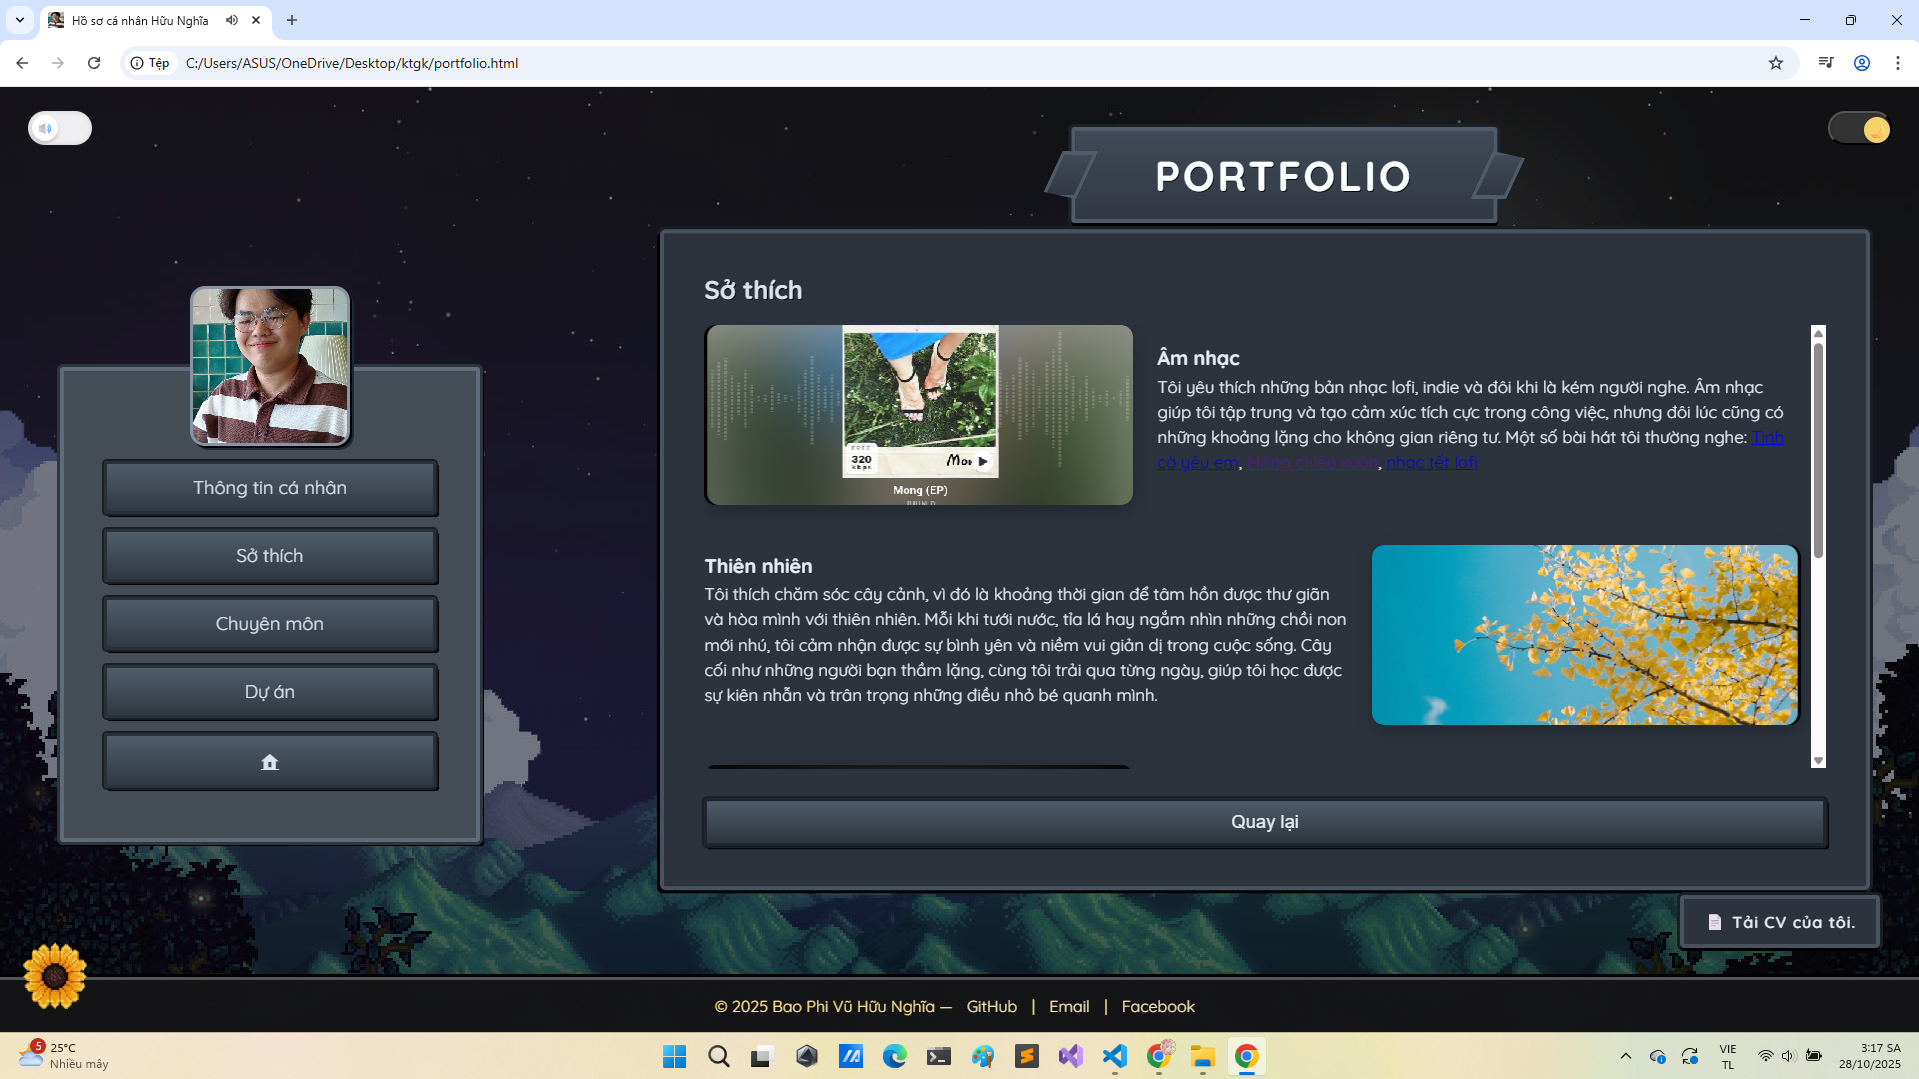 Hồ sơ cá nhân Hữu Nghĩa
Tệp
C:/Users/ASUS/OneDrive/Desktop/ktgk/portfolio.html
PORTFOLIO
Thông tin cá nhân
Sở thích
Chuyên môn
Dự án
Sở thích
FREE
320
kbps
Mong (EP)
Âm nhạc
Tôi yêu thích những bản nhạc lofi, indie và đôi khi là kém người nghe. Âm nhạc
giúp tôi tập trung và tạo cảm xúc tích cực trong công việc, nhưng đôi lúc cũng có
những khoảng lặng cho không gian riêng tư. Một số bài hát tôi thường nghe: Tình
cờ yêu em, nhạc tết lofi
Thiên nhiên
Tôi thích chăm sóc cây cảnh, vì đó là khoảng thời gian để tâm hồn được thư giãn
và hòa mình với thiên nhiên. Mỗi khi tưới nước, tỉa lá hay ngắm nhìn những chồi non
mới nhú, tôi cảm nhận được sự bình yên và niềm vui giản dị trong cuộc sống. Cây
cối như những người bạn thầm lặng, cùng tôi trải qua từng ngày, giúp tôi học được
sự kiên nhẫn và trân trọng những điều nhỏ bé quanh mình.
Quay lại
Tải CV của tôi.
© 2025 Bao Phi Vũ Hữu Nghĩa — GitHub | Email | Facebook
5
25°C
Nhiều mây
VIE
TL
3:17 SA
28/10/2025